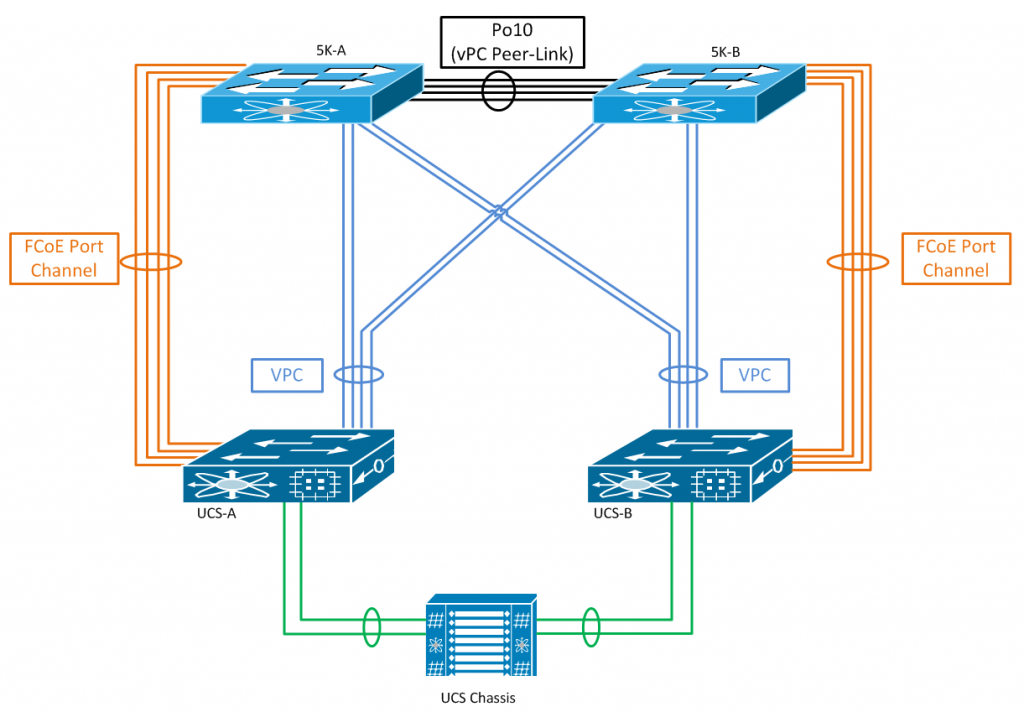 Po10
(vPC Peer-Link)
5K-A
5K-B
FCoE Port
Channel
FCoE Port
Channel
VPC
VPC
UCS-A
UCS-B
UCS Chassis